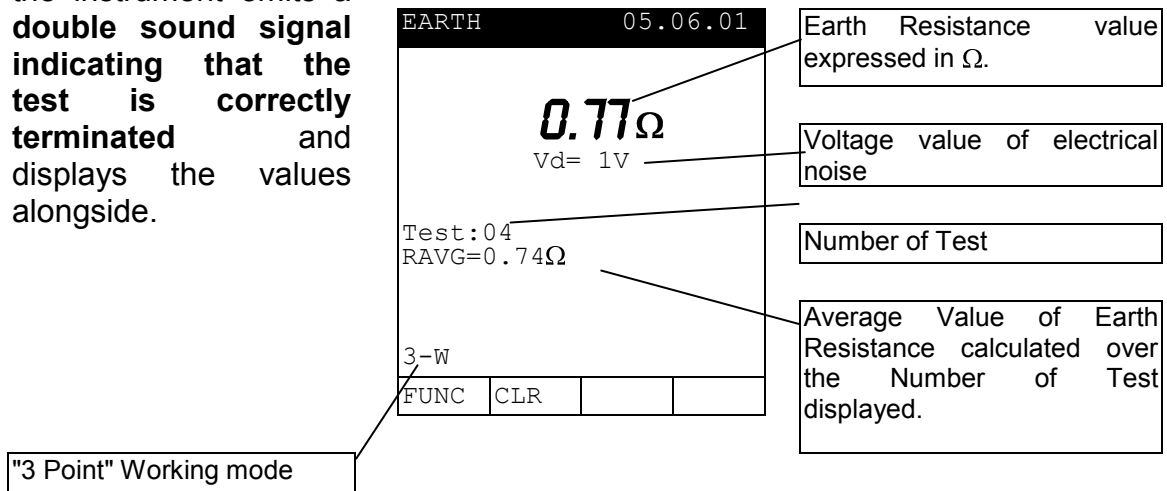 the instrument emits a
double sound signal
indicating that the
test is correctly
terminated and
displays the values
alongside.
EARTH 05.06.01
0.77Ω
Vd= 1V
Test:04
RAVG=0.74Ω
3-W
FUNC CLR
Earth Resistance value
expressed in Ω.
Voltage value of electrical
noise
Number of Test
Average Value of Earth
Resistance calculated over
the Number of Test
displayed.
"3 Point" Working mode